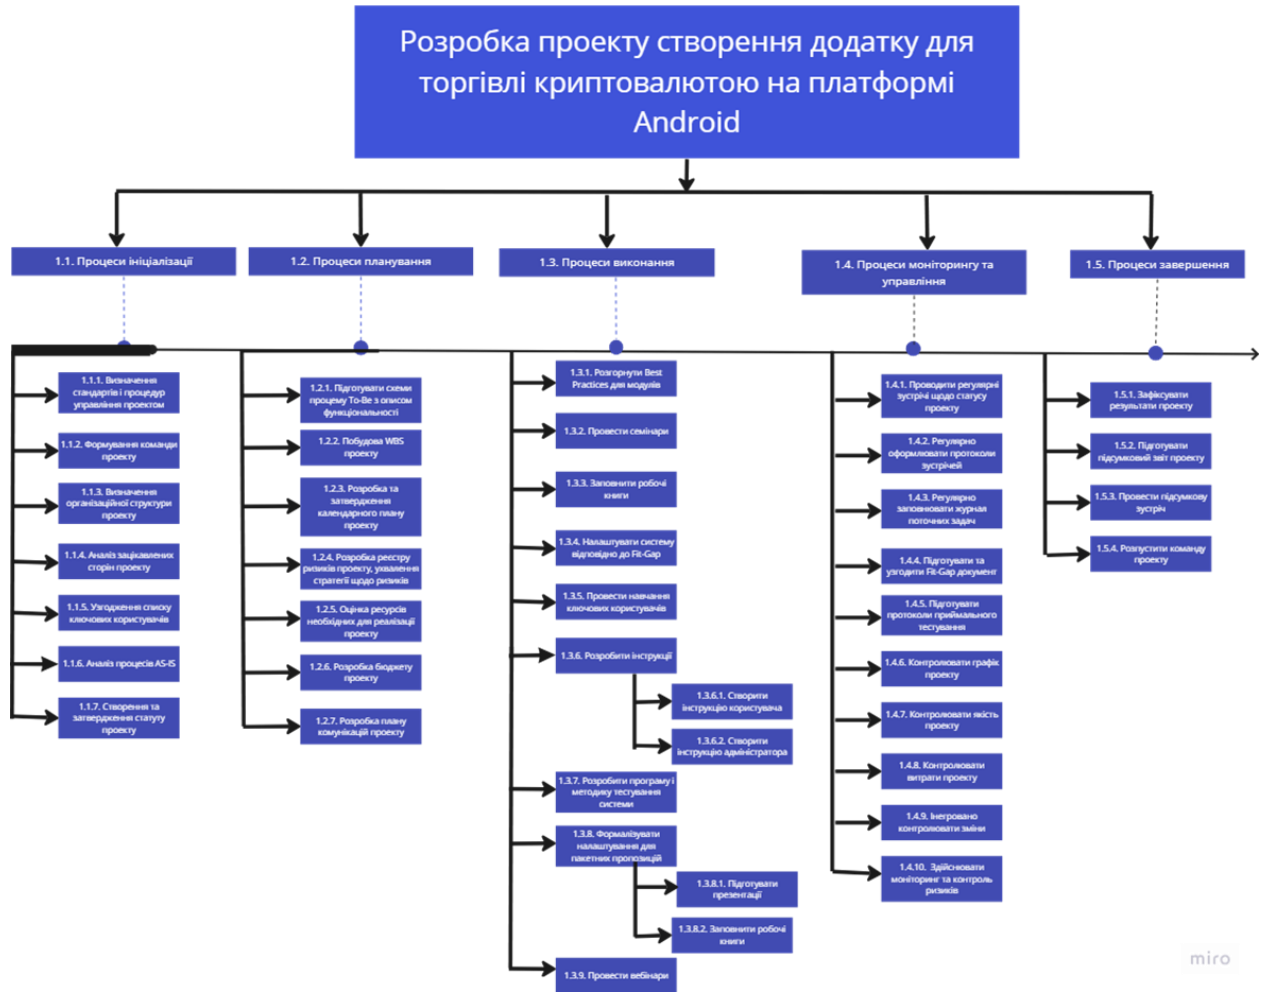 Розробка проекту створення додатку для
торгівлі криптовалютою на платформі
Android
1.1. Процеси ініціалізації
1.2. Процеси планування
1.3. Процеси виконання
1.4. Процеси моніторингу та
управління
1.5. Процеси завершення
1.1.1. Визначення
стандартів і процедур
управління проектом
1.1.2. Формування команди
проекту
1.1.3. Визначення
організаційної структури
проекту
1.1.4. Аналіз зацікавлених
сторін проекту
1.1.5. Узгодження списку
ключових користувачів
1.1.6. Аналіз процесів AS-IS
1.1.7. Створення та
затвердження статуту
проекту
1.2.1. Підготувати схеми
процему To-Be з описом
функціональності
1.2.2. Побудова WBS
проекту
1.2.3. Розробка та
затвердження
календарного плану
проекту
1.2.4. Розробка реєстру
ризиків проекту, ухвалення
стратегії щодо ризиків
1.2.5. Оцінка ресурсів
необхідних для реалізації
проекту
1.2.6. Розробка бюджету
проекту
1.2.7. Розробка плану
комунікацій проекту
1.3.1. Розгорнути Best
Practices для модулів
1.3.2. Провести семінари
1.3.3. Заповнити робочі
книги
1.3.4. Налаштувати систему
відповідно до Fit-Gap
1.3.5. Провести навчання
ключових користувачів
1.3.6. Розробити інструкції
1.3.6.1. Створити
інструкцію користувача
1.3.6.2. Створити
інструкцію адміністратора
1.3.7. Розробити програму і
методику тестування
системи
1.3.8. Формалізувати
налаштування для
пакетних пропозицій
1.3.8.1. Підготувати
презентації
1.3.8.2. Заповнити робочі
книги
1.3.9. Провести вебінари
1.4.1. Проводити регулярні
зустрічі щодо статусу
проекту
1.4.2. Регулярно
оформлювати протоколи
зустрічей
1.4.3. Регулярно
заповнювати журнал
поточних задач
1.4.4. Підготувати та
узгодити Fit-Gap документ
1.4.5. Підготувати
протоколи приймального
тестування
1.4.6. Контролювати графік
проекту
1.4.7. Контролювати якість
проекту
1.4.8. Контролювати
витрати проекту
1.4.9. Інегровано
контролювати зміни
1.4.10. Здійснювати
моніторинг та контроль
ризиків
1.5.1. Зафіксувати
результати проекту
1.5.2. Підготувати
підсумковий звіт проекту
1.5.3. Провести підсумкову
зустріч
1.5.4. Розпустити команду
проекту
miro